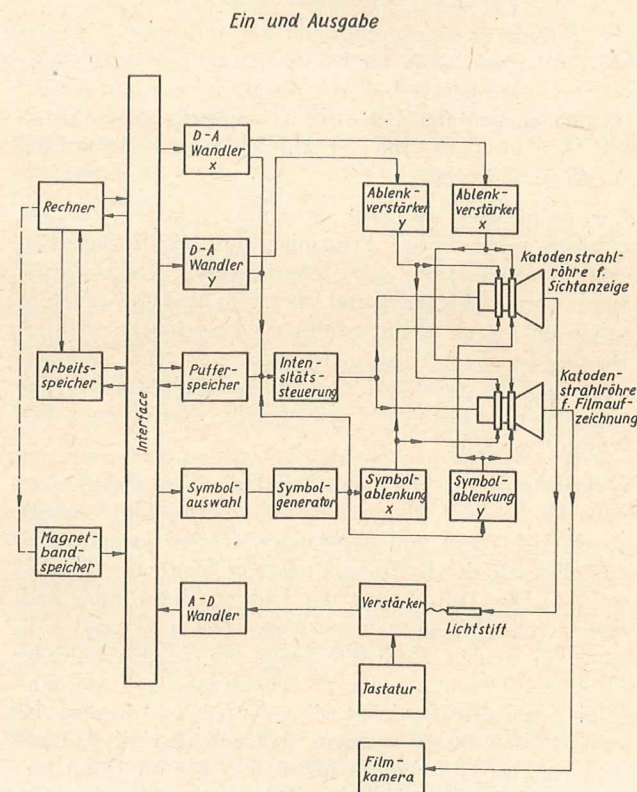 Ein- und Ausgabe
D-A
Wandler
x
Rechner
Ablenk-
verstärker
y
Ablenk-
verstärker
x
D-A
Wandler
y
Katodenstrahl-
röhre f.
Sichtanzeige
Arbeits-
speicher
Interface
Puffer-
speicher
Inten-
sitäts-
steuerung
Katoden-
strahlröhre
f. Filmauf-
zeichnung
Symbol-
auswahl
Symbol-
generator
Symbol-
ablenkung
x
Symbol-
ablenkung
y
Magnet-
band-
speicher
A-D
Wandler
Verstärker
Lichtstift
Tastatur
Film-
kamera